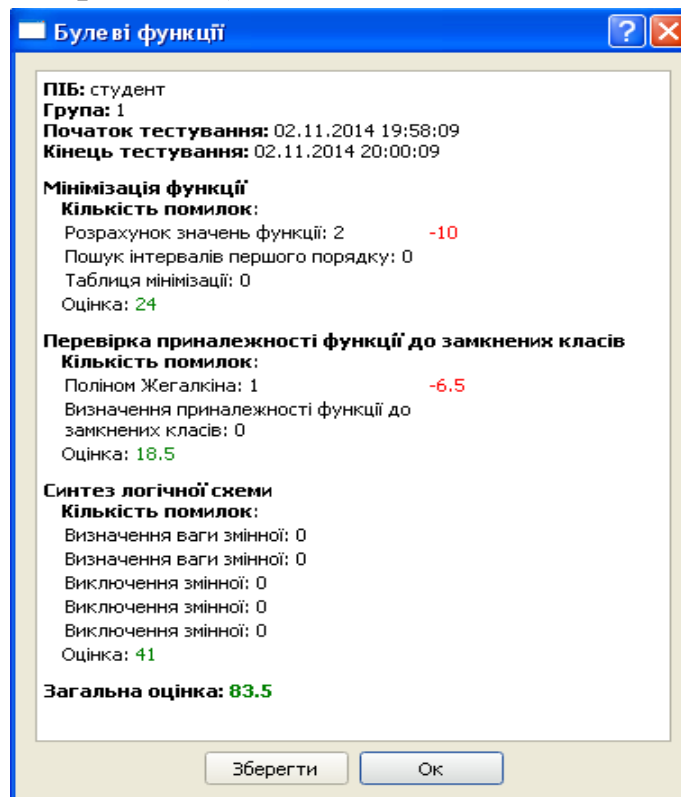 Булеві функції
ПІБ: студент
Група: 1
Початок тестування: 02.11.2014 19:58:09
Кінець тестування: 02.11.2014 20:00:09
Мінімізація функції
Кількість помилок:
Розрахунок значень функції: 2 -10
Пошук інтервалів першого порядку: 0
Таблиця мінімізації: 0
Оцінка: 24
Перевірка приналежності функції до замкнених класів
Кількість помилок:
Поліном Жегалкіна: 1 -6.5
Визначення приналежності функції до
замкнених класів: 0
Оцінка: 18.5
Синтез логічної схеми
Кількість помилок:
Визначення ваги змінної: 0
Визначення ваги змінної: 0
Виключення змінної: 0
Виключення змінної: 0
Виключення змінної: 0
Оцінка: 41
Загальна оцінка: 83.5
Зберегти Ок